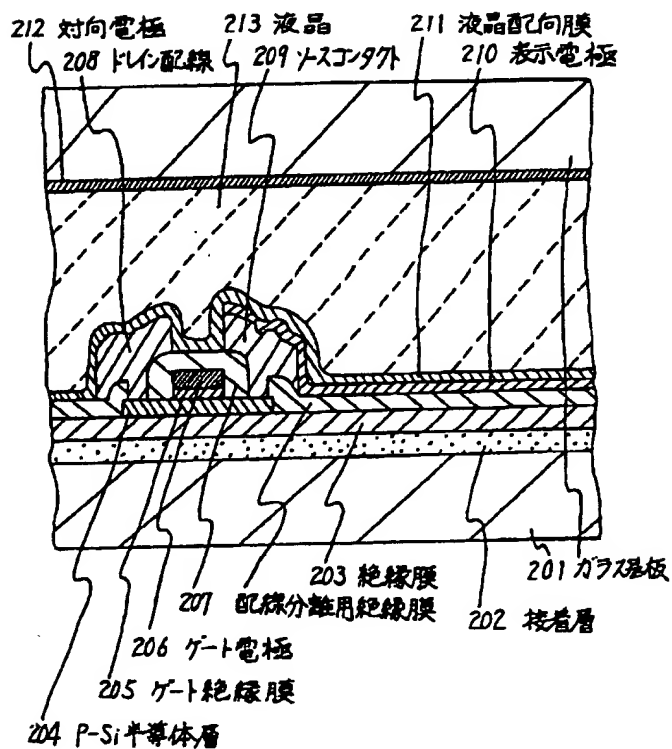 212 対向電極
213 液晶
211 液晶配向膜
208 ドレイン配線
209 ソースコンタクト
210 表示電極
201 ガラス基板
203 絶縁膜
207 配線分離用絶縁膜
202 接着層
206 ゲート電極
205 ゲート絶縁膜
204 P-Si半導体層